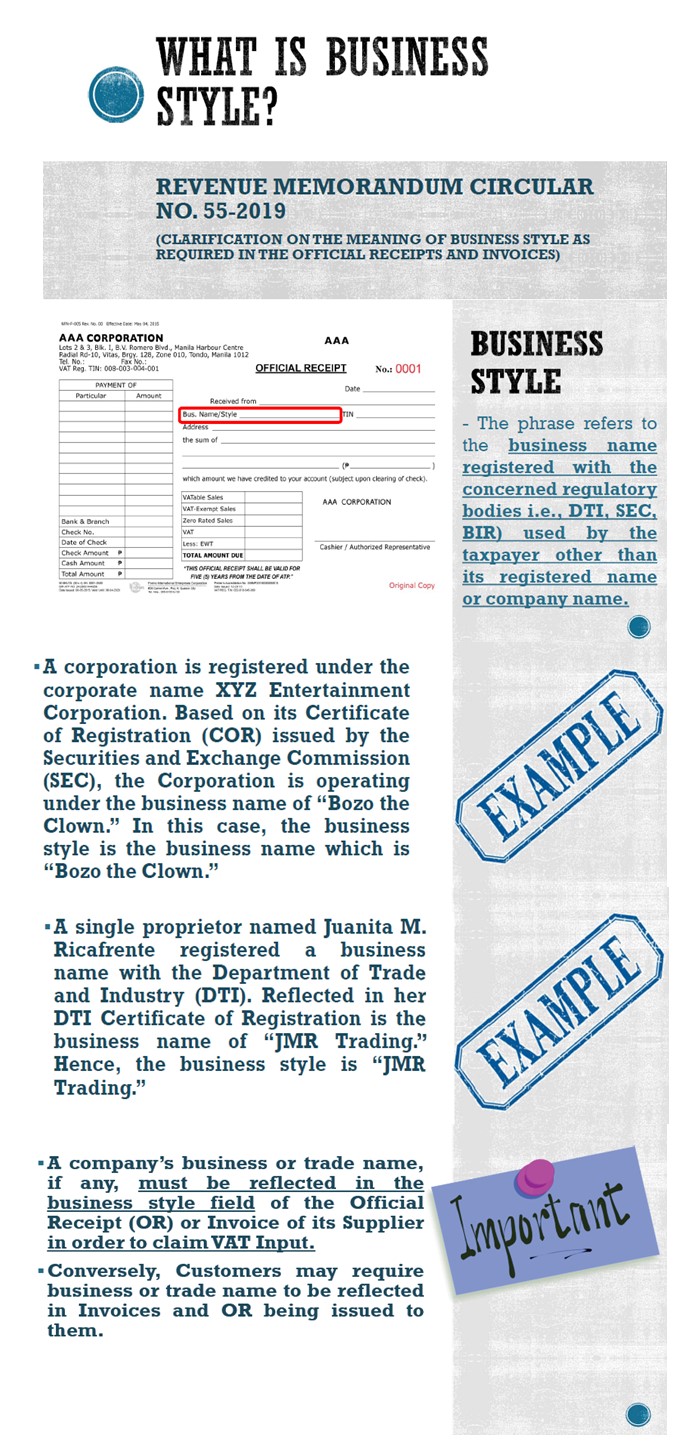 WHAT IS BUSINESS
STYLE?
REVENUE MEMORANDUM CIRCULAR
NO. 55-2019
(CLARIFICATION ON THE MEANING OF BUSINESS STYLE AS
REQUIRED IN THE OFFICIAL RECEIPTS AND INVOICES)
AAA CORPORATION
Lots 2 & 3, Blk. I, B.V. Romero Blvd., Manila Harbour Centre
Radial Rd-10, Vitas, Brgy. 128, Zone 010, Tondo, Manila 1012
Tel. No.: Fax No.:
VAT Reg. TIN: 008-003-004-001
AAA
OFFICIAL RECEIPT No.: 0001
PAYMENT OF
Particular Amount
Bank & Branch
Check No.
Date of Check
Check Amount ₱
Cash Amount ₱
Total Amount ₱
Date
Received from
Bus. Name/Style TIN
Address
the sum of
(₱ )
which amount we have credited to your account (subject upon clearing of check).
VATable Sales
VAT-Exempt Sales
Zero Rated Sales
VAT
Less: EWT
TOTAL AMOUNT DUE
AAA CORPORATION
Cashier / Authorized Representative
"THIS OFFICIAL RECEIPT SHALL BE VALID FOR
FIVE (5) YEARS FROM THE DATE OF ATP."
Original Copy
BUSINESS
STYLE
- The phrase refers to
the business name
registered with the
concerned regulatory
bodies i.e., DTI, SEC,
BIR) used by the
taxpayer other than
its registered name
or company name.
▪A corporation is registered under the
corporate name XYZ Entertainment
Corporation. Based on its Certificate
of Registration (COR) issued by the
Securities and Exchange Commission
(SEC), the Corporation is operating
under the business name of “Bozo the
Clown.” In this case, the business
style is the business name which is
“Bozo the Clown.”
EXAMPLE
▪A single proprietor named Juanita M.
Ricafrente registered a business
name with the Department of Trade
and Industry (DTI). Reflected in her
DTI Certificate of Registration is the
business name of “JMR Trading.”
Hence, the business style is “JMR
Trading.”
EXAMPLE
▪A company’s business or trade name,
if any, must be reflected in the
business style field of the Official
Receipt (OR) or Invoice of its Supplier
in order to claim VAT Input.
▪Conversely, Customers may require
business or trade name to be reflected
in Invoices and OR being issued to
them.
Important